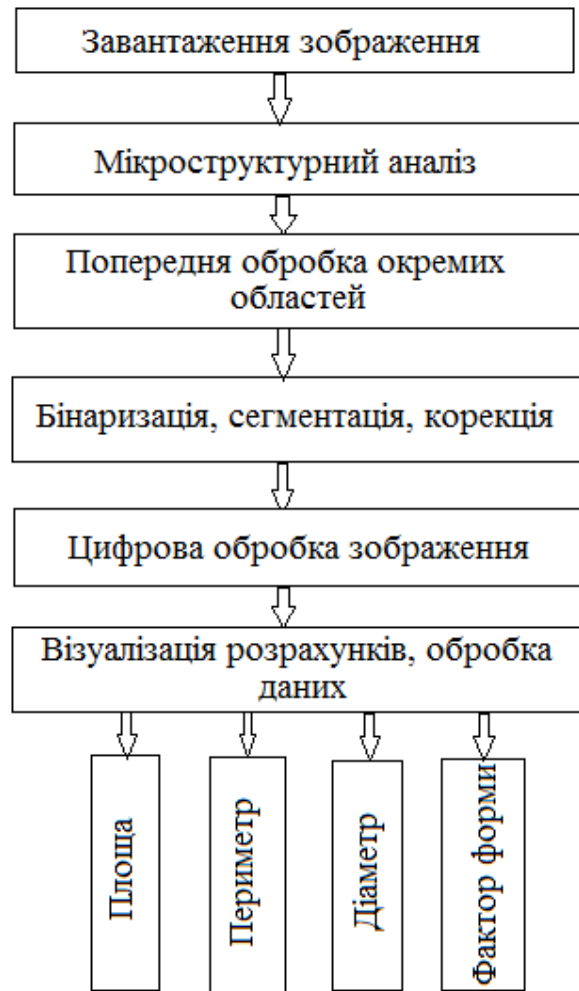 Завантаження зображення
Мікроструктурний аналіз
Попередня обробка окремих
областей
Бінаризація, сегментація, корекція
Цифрова обробка зображення
Візуалізація розрахунків, обробка
даних
Площа
Периметр
Діаметр
Фактор форми